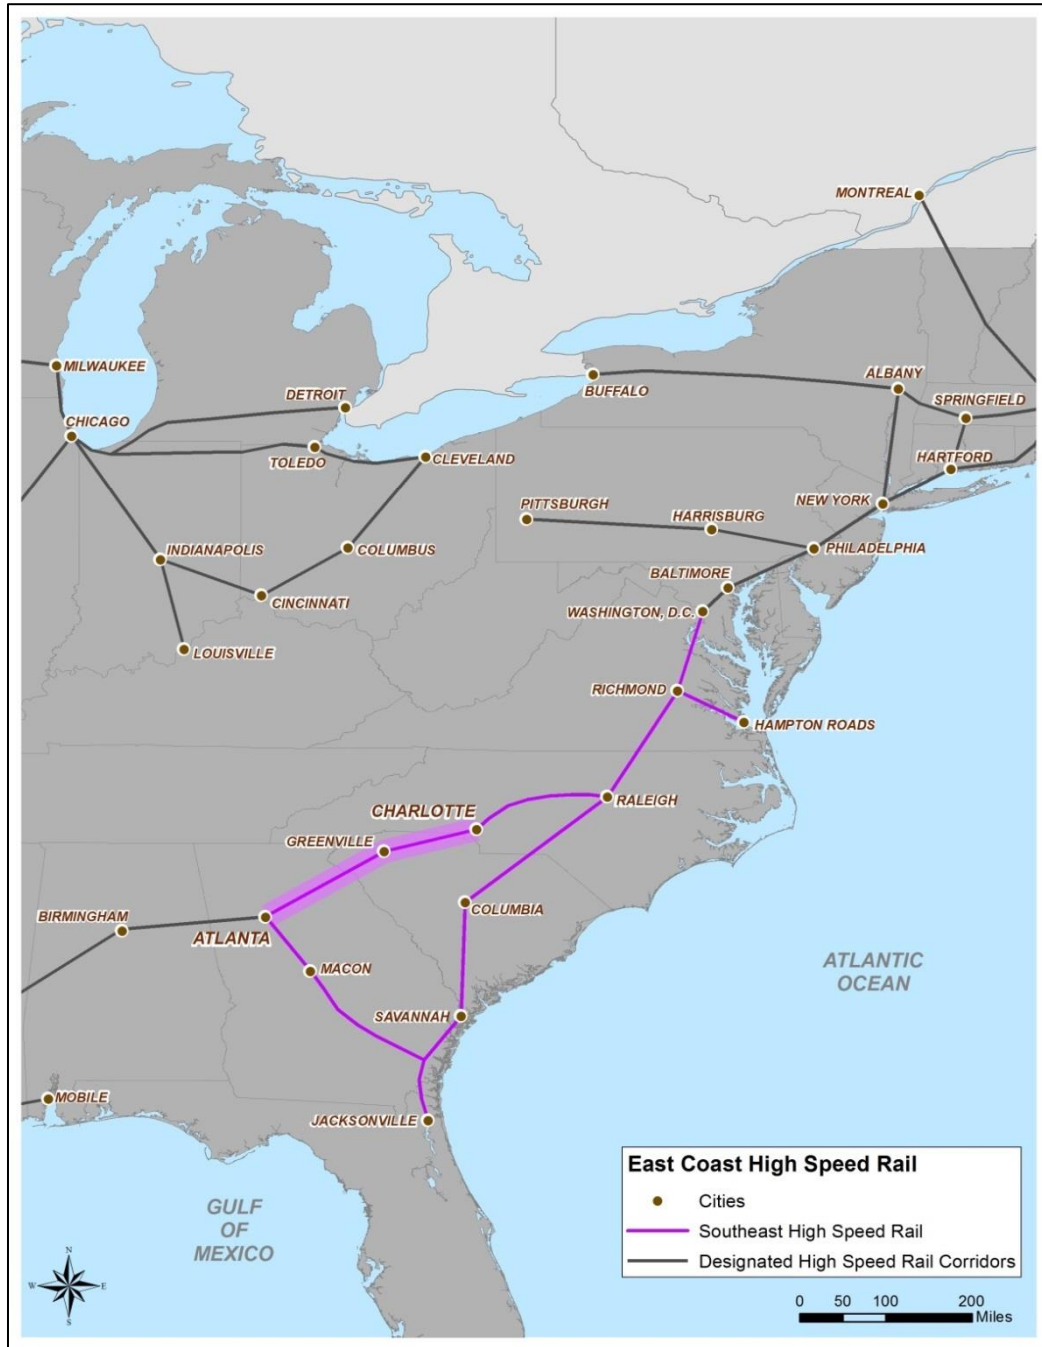 MONTREAL
MILWAUKEE
DETROIT
BUFFALO
ALBANY
SPRINGFIELD
CHICAGO
TOLEDO
CLEVELAND
HARTFORD
NEW YORK
PITTSBURGH
HARRISBURG
INDIANAPOLIS
COLUMBUS
PHILADELPHIA
BALTIMORE
CINCINNATI
WASHINGTON, D.C.
LOUISVILLE
RICHMOND
HAMPTON ROADS
CHARLOTTE
RALEIGH
GREENVILLE
COLUMBIA
BIRMINGHAM
ATLANTA
MACON
ATLANTIC
OCEAN
SAVANNAH
MOBILE
JACKSONVILLE
GULF
OF
MEXICO
N
W
E
S
East Coast High Speed Rail
Cities
Southeast High Speed Rail
Designated High Speed Rail Corridors
0 50 100 200
Miles